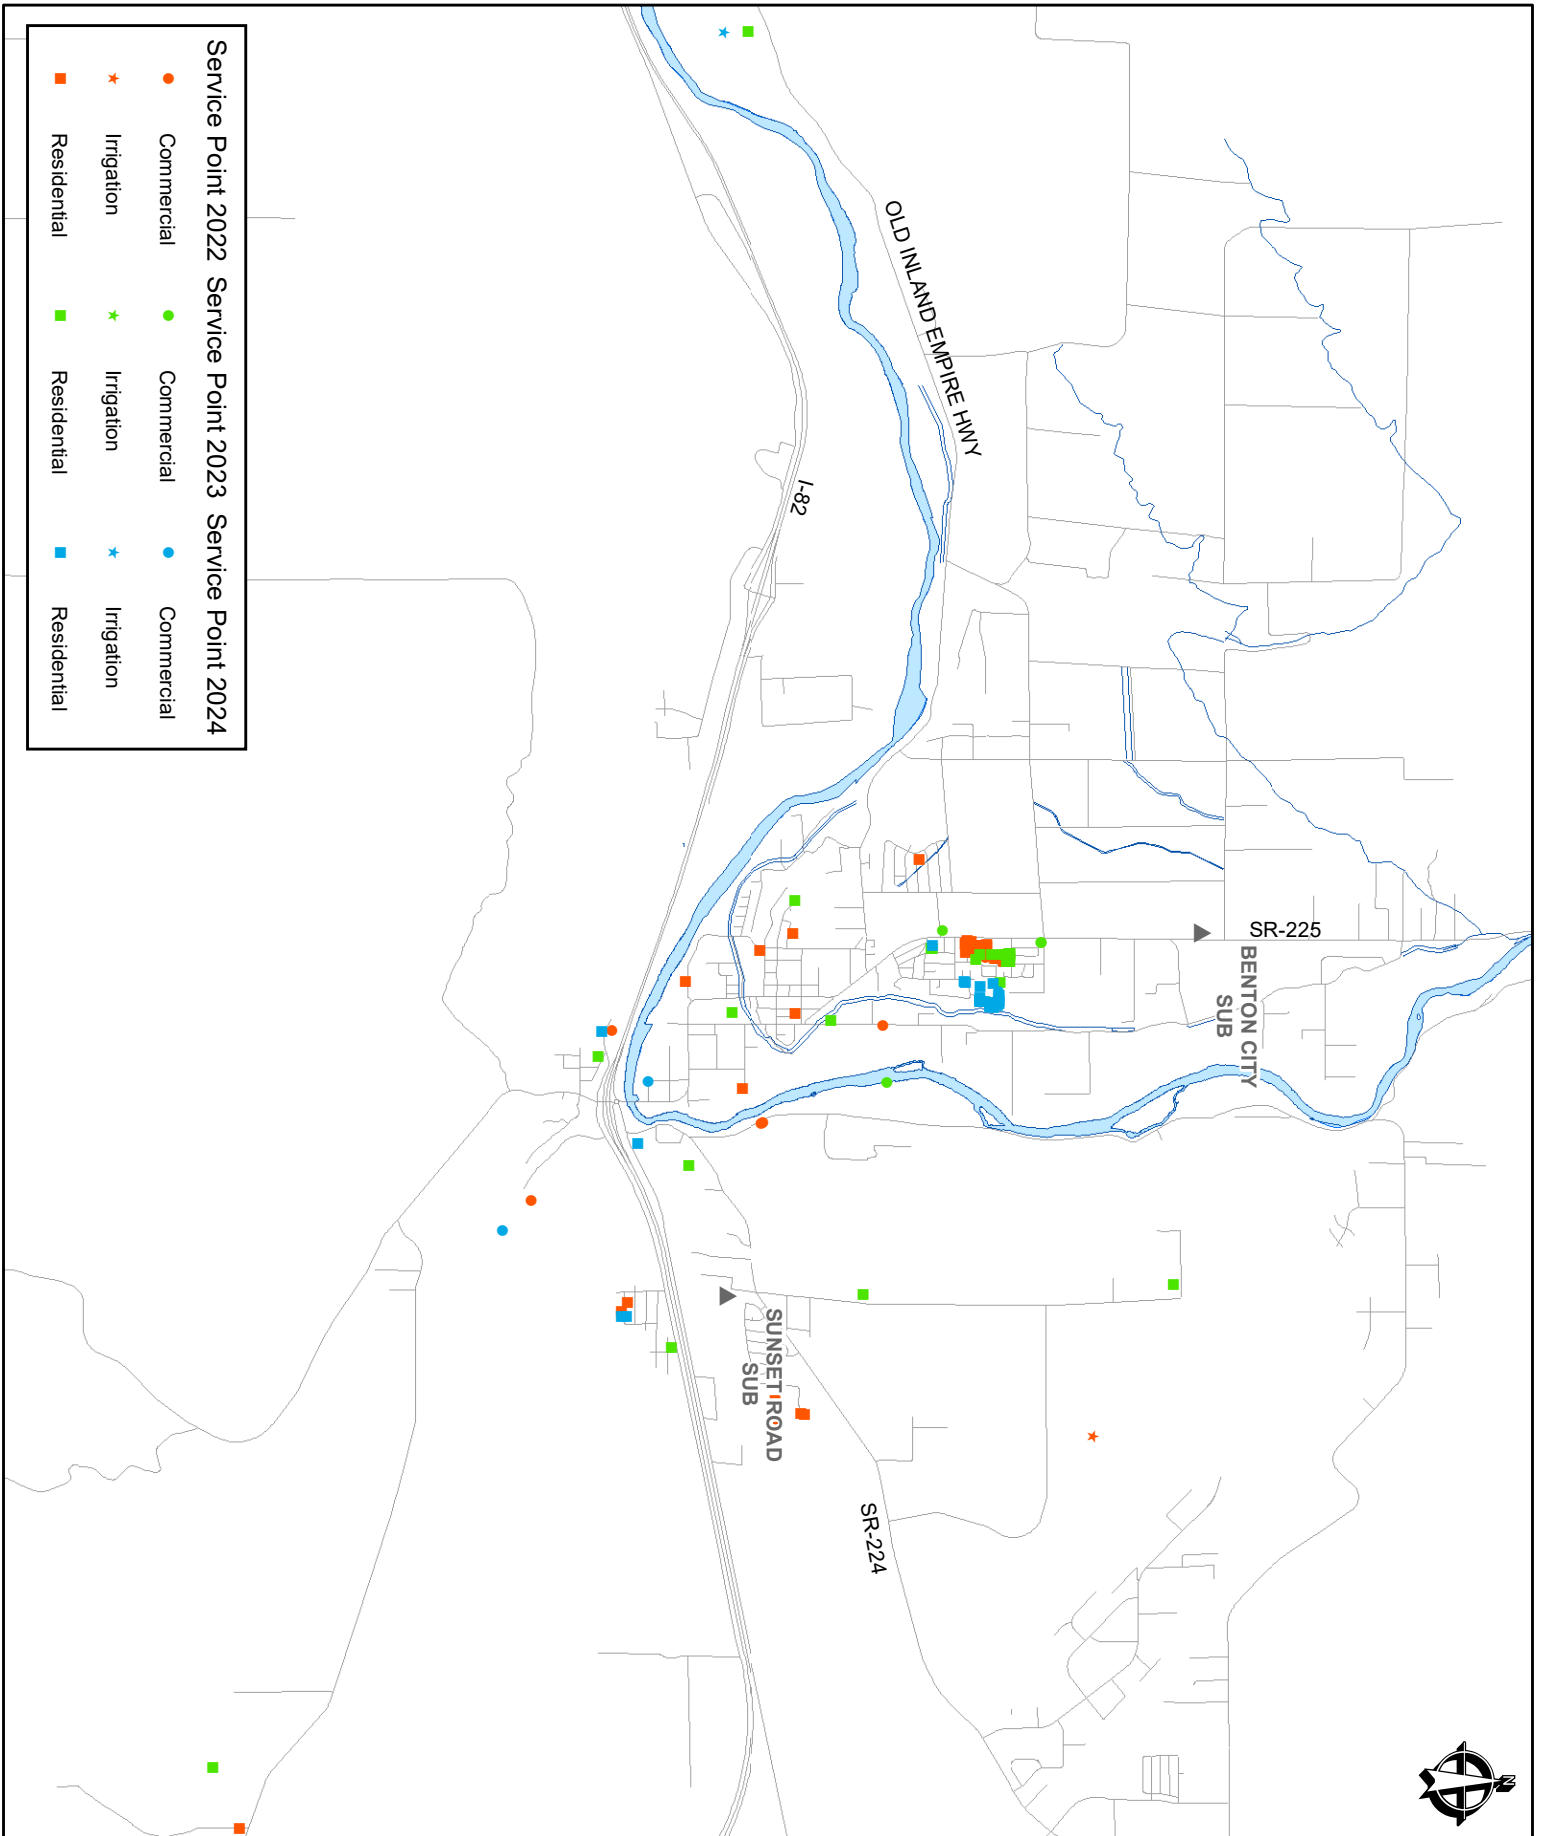 OLD INLAND EMPIRE HWY
I-82
SR-225
BENTON CITY
SUB
SUNSET ROAD
SUB
SR-224
N
Service Point 2022 Service Point 2023 Service Point 2024
Commercial Commercial Commercial
Irrigation Irrigation Irrigation
Residential Residential Residential